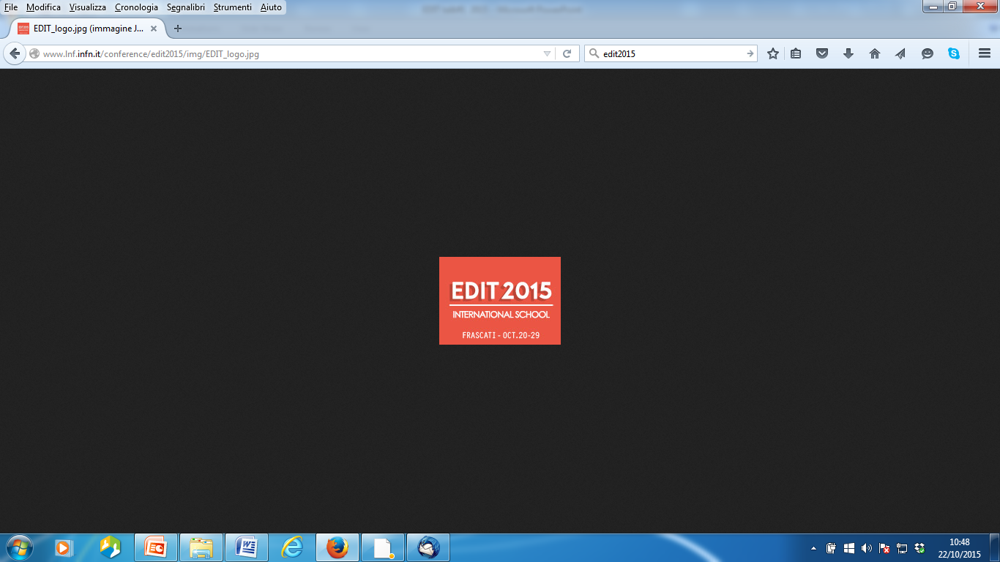 File Modifica Visualizza Cronologia Segnalibri Strumenti Aiuto
EDIT_logo.jpg (immagine J...
www.lnf.infn.it/conference/edit2015/img/EDIT_logo.jpg
edit2015
EDIT 2015
INTERNATIONAL SCHOOL
FRASCATI - OCT.20-29
10:48
22/10/2015